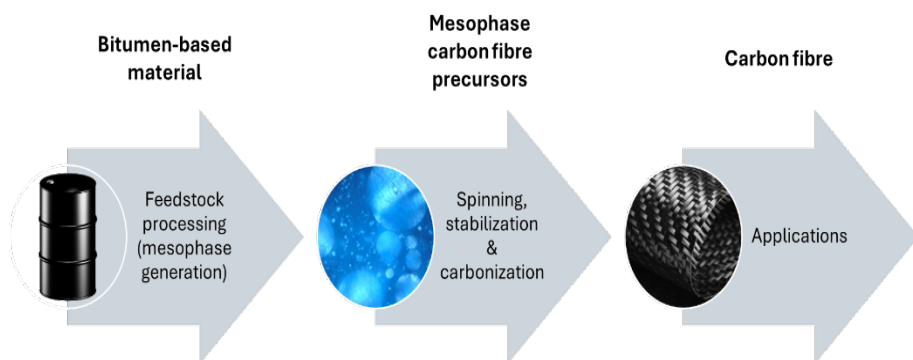 Bitumen-based
material
Feedstock
processing
(mesophase
generation)
Mesophase
carbon fibre
precursors
Spinning,
stabilization
&
carbonization
Carbon fibre
Applications